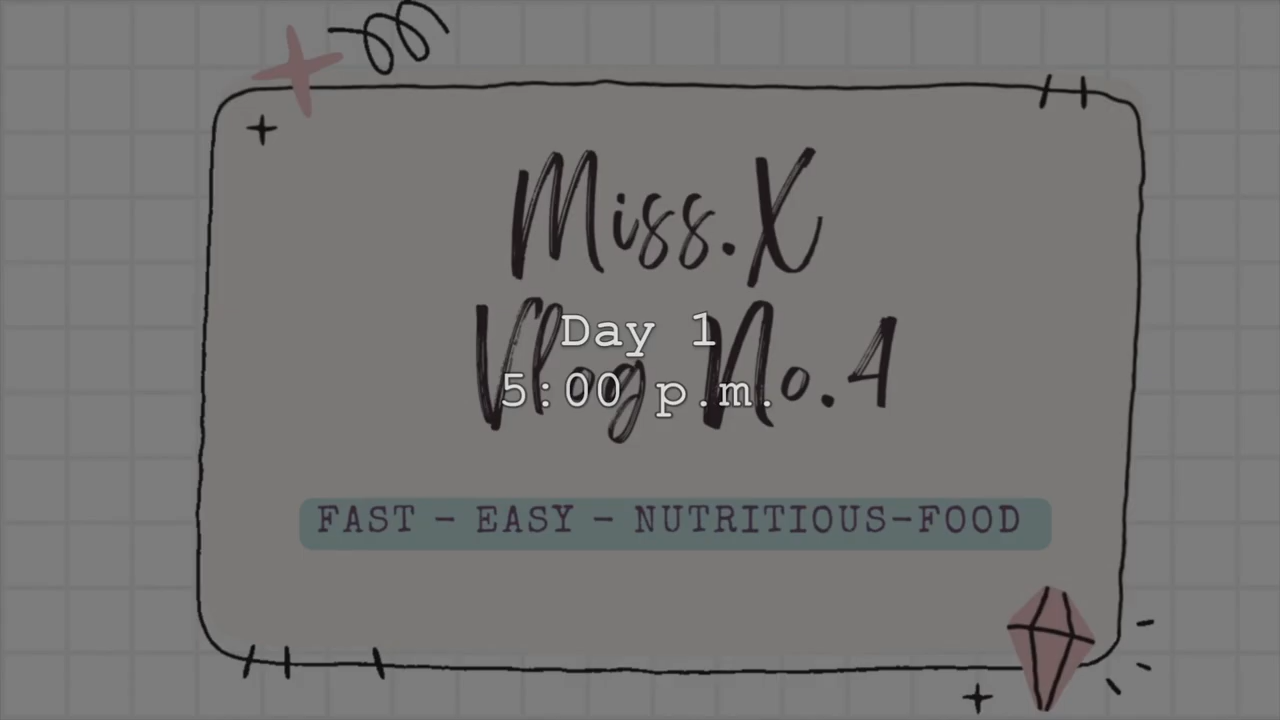 Miss.X
Vlog No.4
Day 1
5:00 p.m.
FAST - EASY - NUTRITIOUS-FOOD